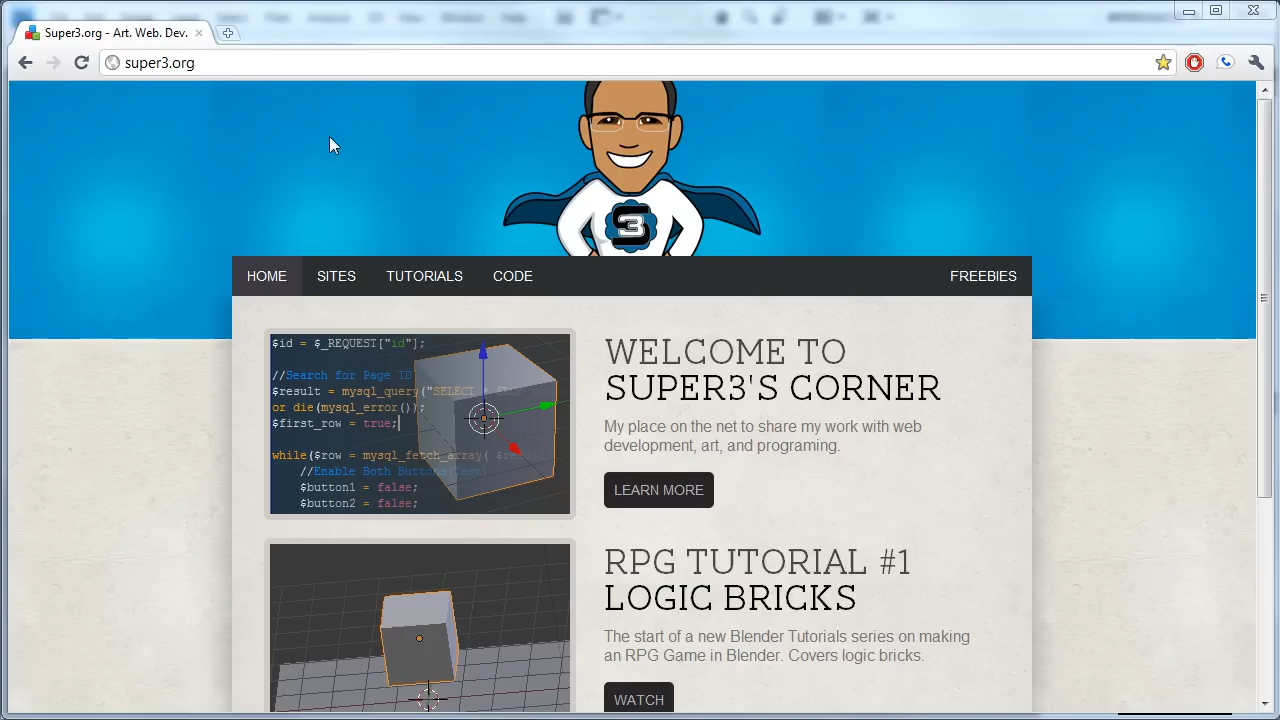 Super3.org - Art. Web. Dev.
super3.org
S3
HOME SITES TUTORIALS CODE FREEBIES
$id = $_REQUEST["id"];
//Search for Page ID
$result = mysql_query("SELECT *
or die(mysql_error());
$first_row = true;
while($row = mysql_fetch_array(
//Enable Both Buttons
$button1 = false;
$button2 = false;
WELCOME TO
SUPER3'S CORNER
My place on the net to share my work with web
development, art, and programing.
LEARN MORE
RPG TUTORIAL #1
LOGIC BRICKS
The start of a new Blender Tutorials series on making
an RPG Game in Blender. Covers logic bricks.
WATCH